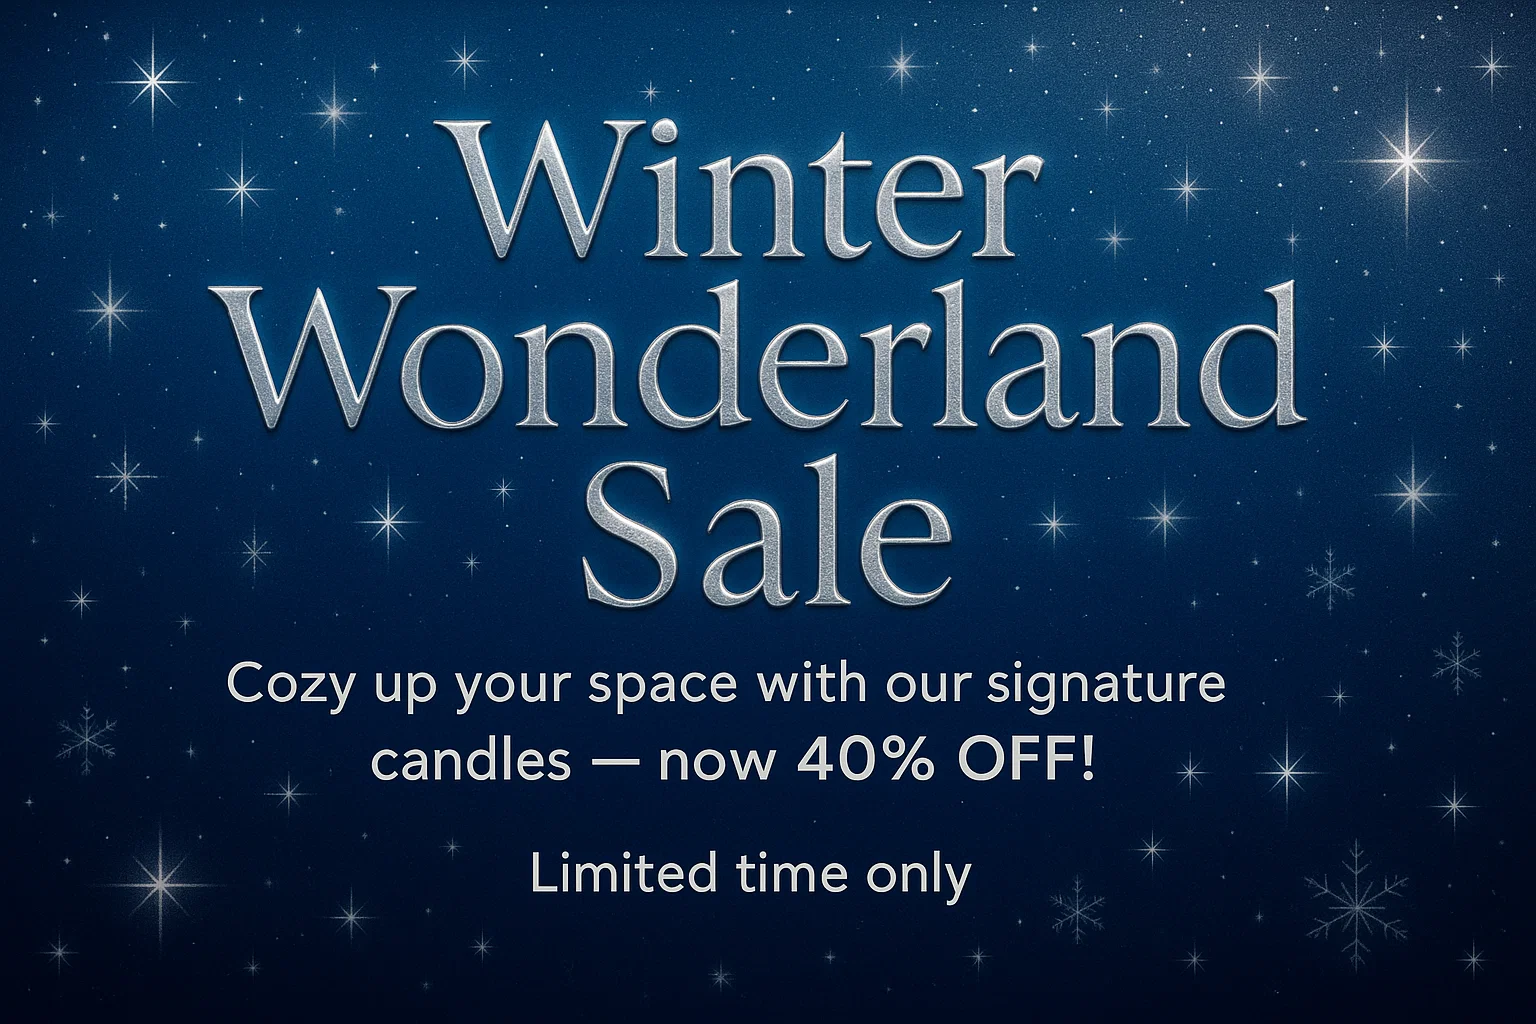 Winter
Wonderland
Sale
Cozy up your space with our signature
candles — now 40% OFF!
Limited time only